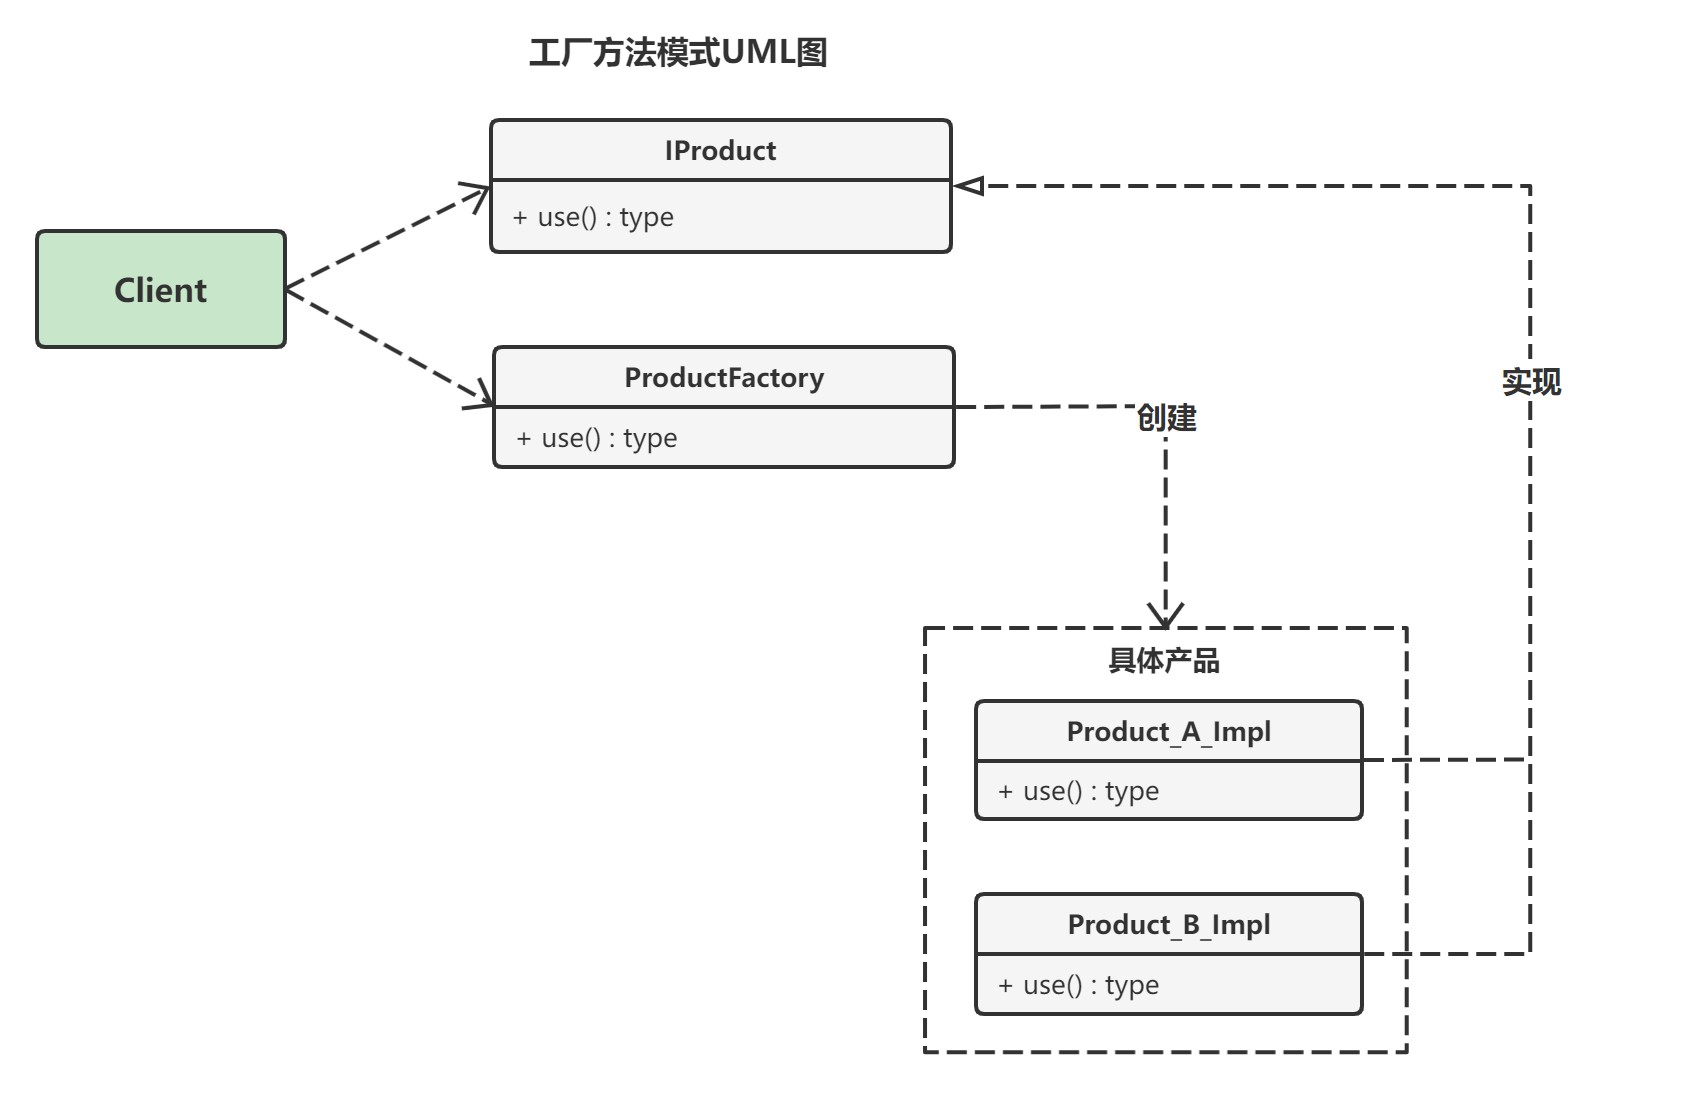 工厂方法模式UML图
IProduct
+ use() : type
Client
ProductFactory
+ use() : type
创建
实现
具体产品
Product_A_Impl
+ use() : type
Product_B_Impl
+ use() : type